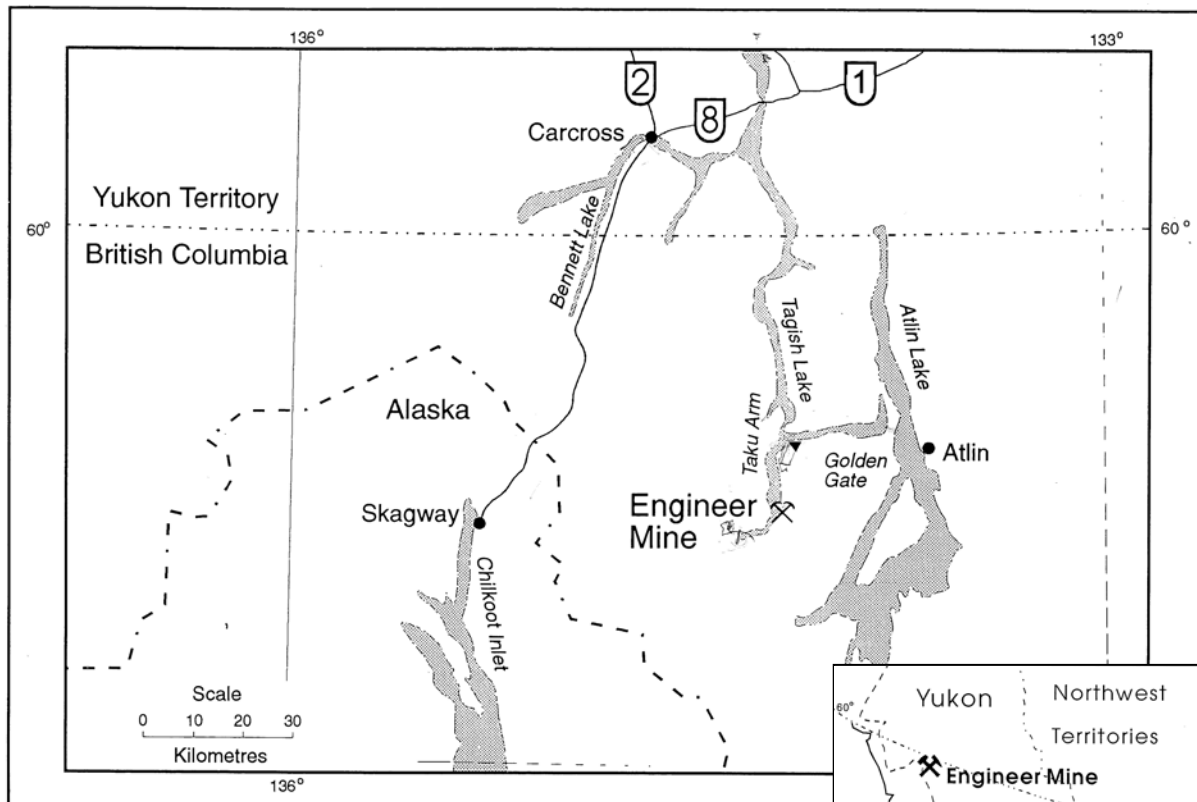 136°
133°
2
1
8
Carcross
Yukon Territory
60°
60°
British Columbia
Bennett Lake
Tagish Lake
Atlin Lake
Alaska
Taku Arm
Golden
Gate
Atlin
Engineer
Mine
Skagway
Chilkoot Inlet
Scale
0 10 20 30
Kilometres
136°
Yukon
Northwest
Territories
60°
Engineer Mine